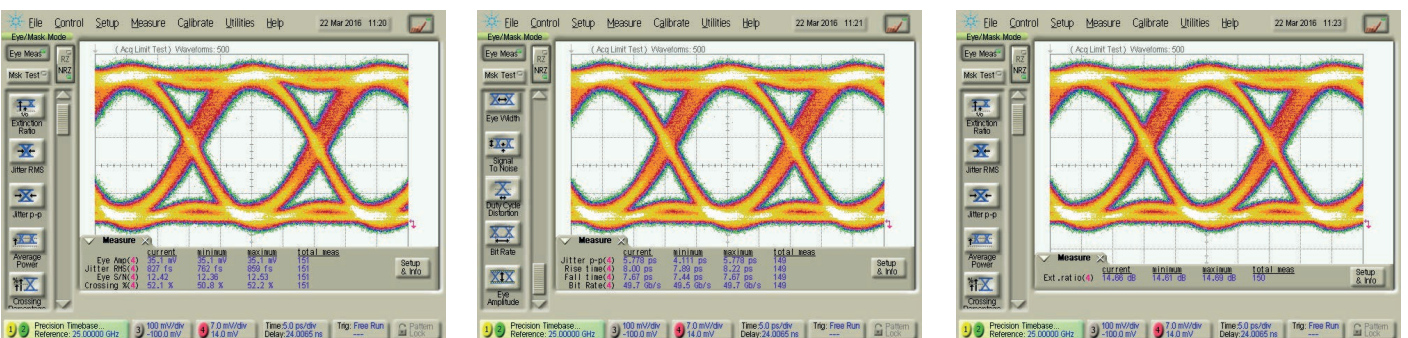 File Control Setup Measure Calibrate Utilities Help 22 Mar 2016 11:20
Eye/Mask Mode
Eye Meas
Msk Test
RZ
NRZ
(Acq Limit Test) Waveforms: 500
Extinction
Ratio
Jitter RMS
Jitter p-p
Average
Power
Crossing
Measure
current minimum maximum total meas
Eye Amp(4) 35.1 mV 35.1 mV 35.1 mV 151
Jitter RMS(4) 827 fs 762 fs 859 fs 151
Eye S/N(4) 12.42 12.36 12.53 151
Crossing %(4) 52.1 % 50.8 % 52.2 % 151
Setup
& Info
1 2 Precision Timebase...
Reference: 25.00000 GHz
3 100 mV/div
-100.0 mV
4 7.0 mV/div
14.0 mV
Time:5.0 ps/div
Delay:24.0065 ns
Trig: Free Run
---
Pattern
Lock
File Control Setup Measure Calibrate Utilities Help 22 Mar 2016 11:21
Eye/Mask Mode
Eye Meas
Msk Test
RZ
NRZ
(Acq Limit Test) Waveforms: 500
Eye Width
Signal
To Noise
Duty Cycle
Distortion
Bit Rate
Eye
Amplitude
Measure
current minimum maximum total meas
Jitter p-p(4) 5.778 ps 4.111 ps 5.778 ps 149
Rise time(4) 8.00 ps 7.89 ps 8.22 ps 149
Fall time(4) 7.67 ps 7.44 ps 7.67 ps 149
Bit Rate(4) 49.7 Gb/s 49.5 Gb/s 49.7 Gb/s 149
Setup
& Info
1 2 Precision Timebase...
Reference: 25.00000 GHz
3 100 mV/div
-100.0 mV
4 7.0 mV/div
14.0 mV
Time:5.0 ps/div
Delay:24.0065 ns
Trig: Free Run
---
Pattern
Lock
File Control Setup Measure Calibrate Utilities Help 22 Mar 2016 11:23
Eye/Mask Mode
Eye Meas
Msk Test
RZ
NRZ
(Acq Limit Test) Waveforms: 500
Extinction
Ratio
Jitter RMS
Jitter p-p
Average
Power
Crossing
Measure
current minimum maximum total meas
Ext.ratio(4) 14.66 dB 14.61 dB 14.69 dB 150
Setup
& Info
1 2 Precision Timebase...
Reference: 25.00000 GHz
3 100 mV/div
-100.0 mV
4 7.0 mV/div
14.0 mV
Time:5.0 ps/div
Delay:24.0065 ns
Trig: Free Run
---
Pattern
Lock